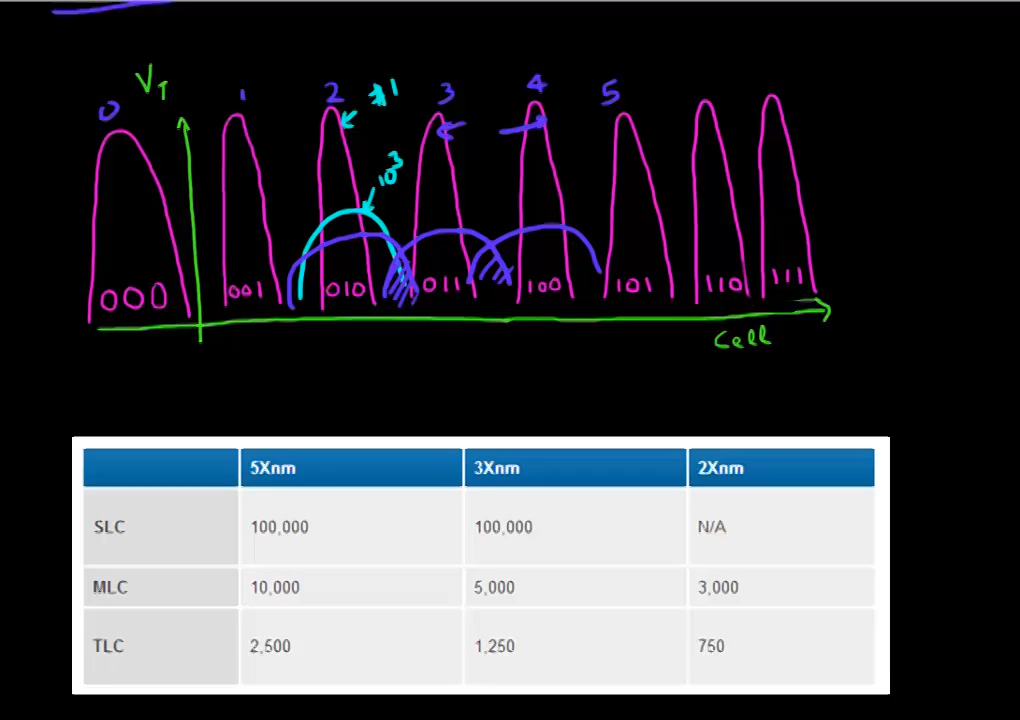 V_T
0 1 2 3 4 5
1
10^3
000 001 010 011 100 101 110 111
Cell
5Xnm 3Xnm 2Xnm
SLC 100,000 100,000 N/A
MLC 10,000 5,000 3,000
TLC 2,500 1,250 750